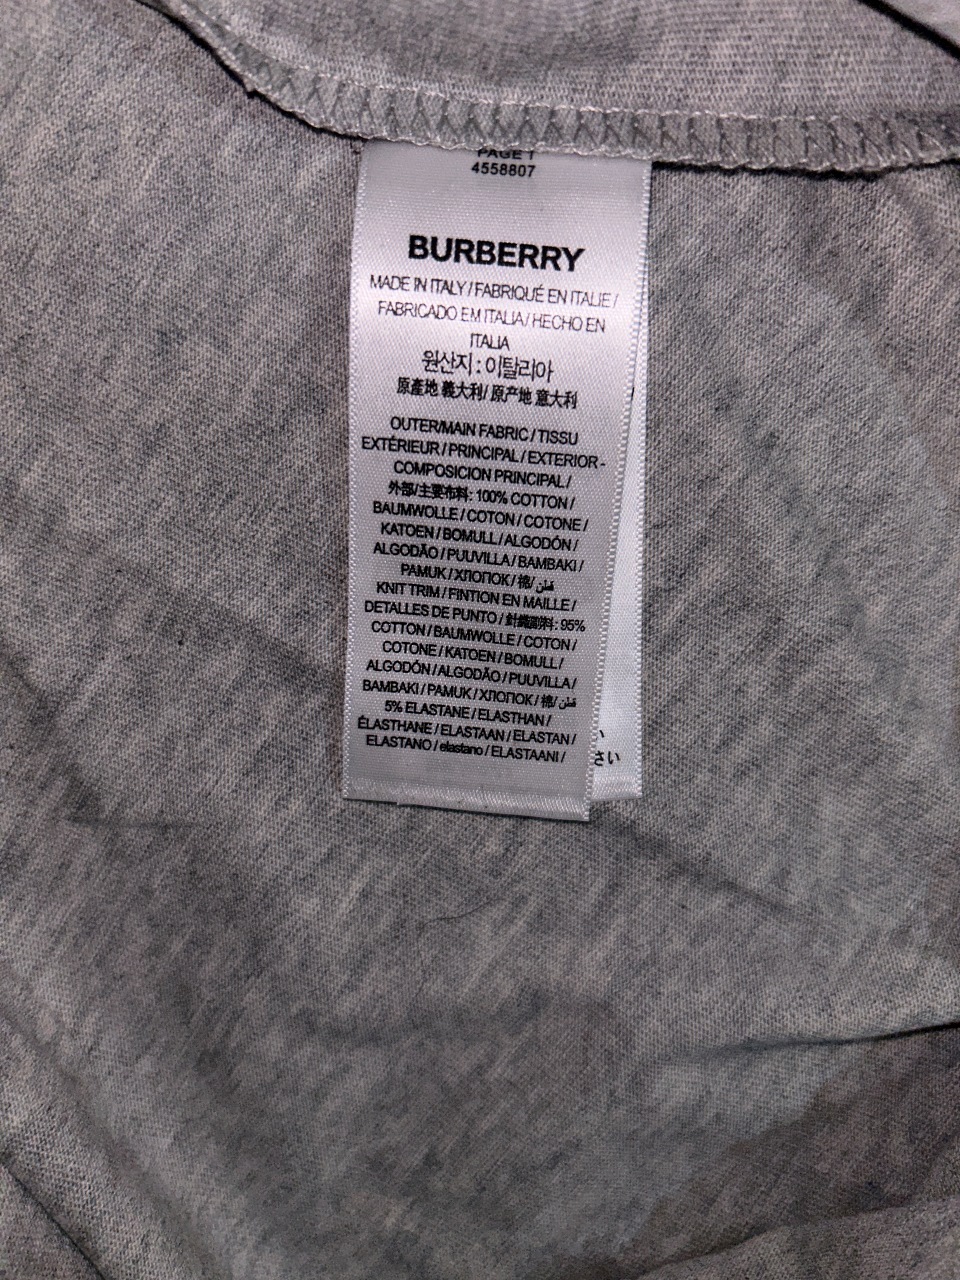 PAGE 1
4558807
BURBERRY
MADE IN ITALY / FABRIQUÉ EN ITALIE /
FABRICADO EM ITALIA / HECHO EN
ITALIA
원산지 : 이탈리아
原產地 義大利/ 原产地 意大利
OUTER/MAIN FABRIC / TISSU
EXTÉRIEUR / PRINCIPAL / EXTERIOR -
COMPOSICION PRINCIPAL /
外部/主要布料: 100% COTTON /
BAUMWOLLE / COTON / COTONE /
KATOEN / BOMULL / ALGODÓN /
ALGODÃO / PUUVILLA / BAMBAKI /
PAMUK / ХЛОПОК / 棉/ قطن
KNIT TRIM / FINTION EN MAILLE /
DETALLES DE PUNTO / 針織副料: 95%
COTTON / BAUMWOLLE / COTON /
COTONE / KATOEN / BOMULL /
ALGODÓN / ALGODÃO / PUUVILLA /
BAMBAKI / PAMUK / ХЛОПОК / 棉/ قطن
5% ELASTANE / ELASTHAN /
ÉLASTHANE / ELASTAAN / ELASTAN /
ELASTANO / elastano / ELASTAANI /
さい